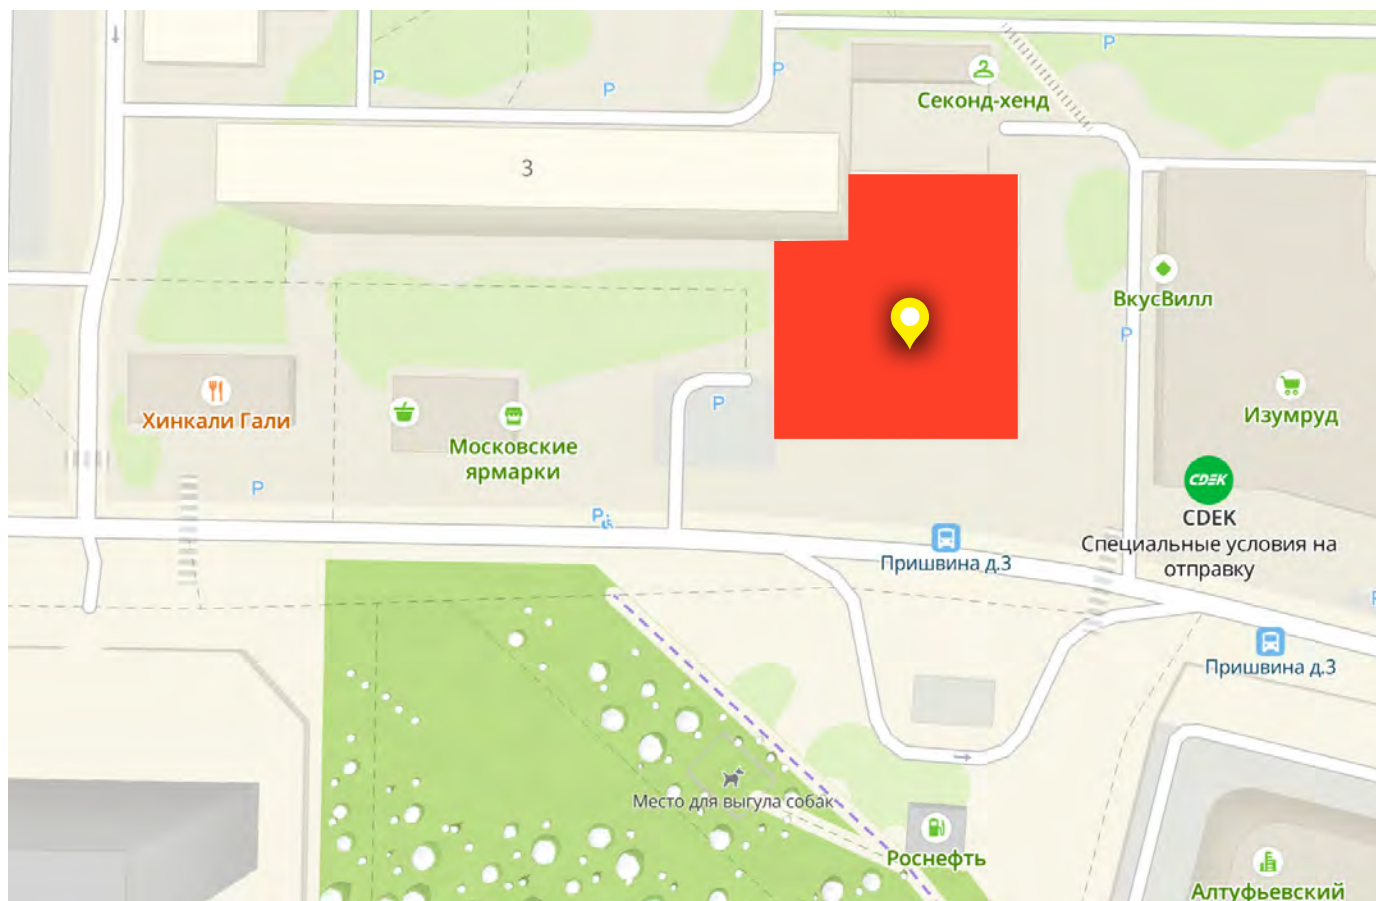 P
P
P
P
Секонд-хенд
3
ВкусВилл
P
Изумруд
P
Хинкали Гали
Московские
ярмарки
P
P
CDEK
CDEK
Специальные условия на
отправку
Пришвина д.3
P
Пришвина д.3
Место для выгула собак
Роснефть
Алтуфьевский